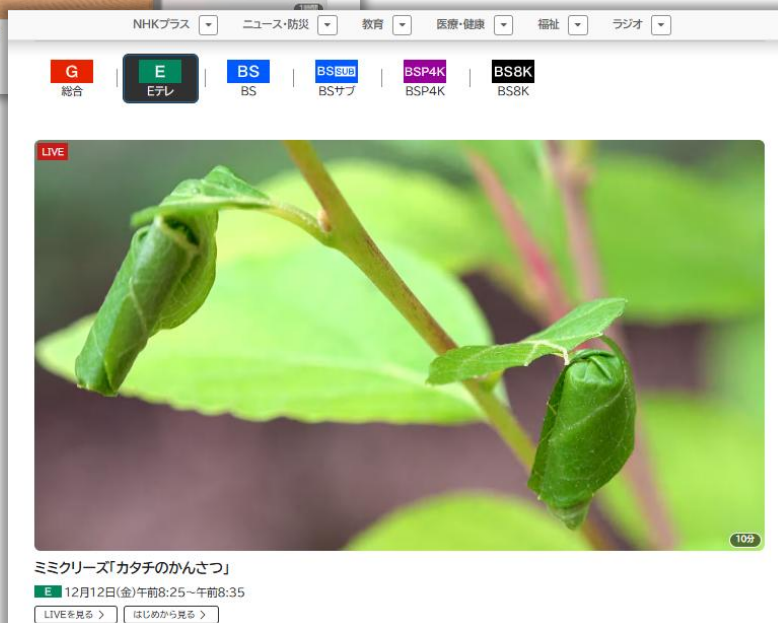 NHKプラス ニュース・防災 教育 医療・健康 福祉 ラジオ
G E BS BSSUB BSP4K BS8K
総合 Eテレ BS BSサブ BSP4K BS8K
LIVE
10分
ミミクリーズ「カタチのかんさつ」
E 12月12日(金)午前8:25~午前8:35
LIVEを見る はじめから見る